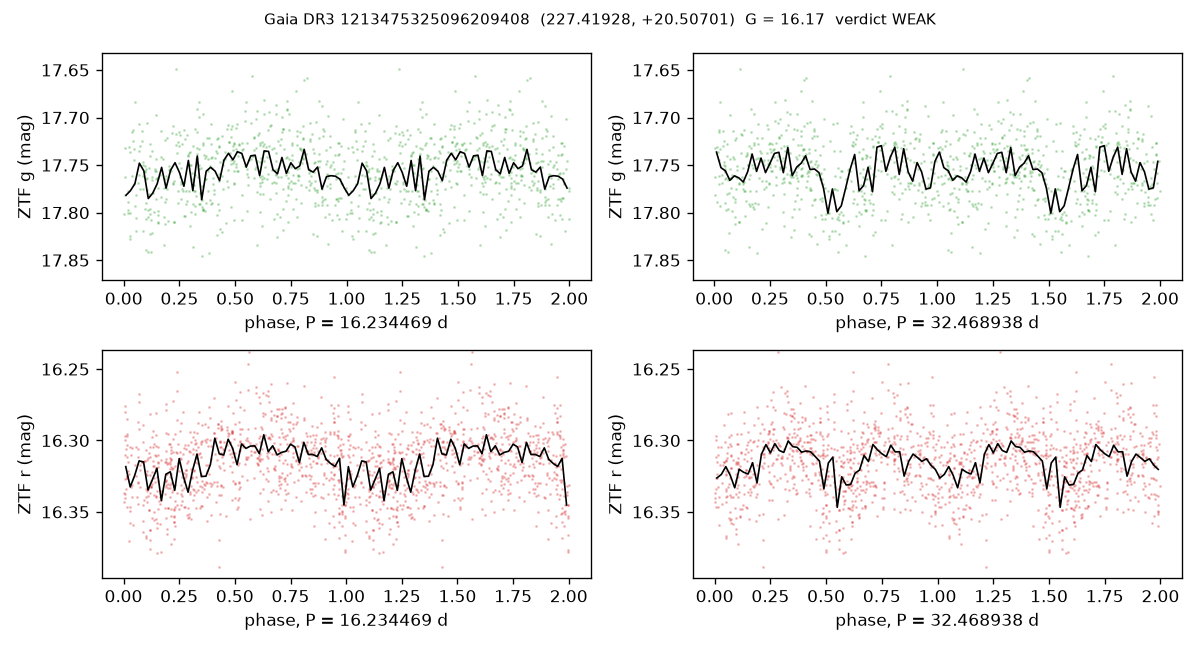 Gaia DR3 1213475325096209408 (227.41928, +20.50701) G = 16.17 verdict WEAK
17.65
17.70
17.75
17.80
17.85
ZTF g (mag)
0.00 0.25 0.50 0.75 1.00 1.25 1.50 1.75 2.00
phase, P = 16.234469 d
17.65
17.70
17.75
17.80
17.85
ZTF g (mag)
0.00 0.25 0.50 0.75 1.00 1.25 1.50 1.75 2.00
phase, P = 32.468938 d
16.25
16.30
16.35
ZTF r (mag)
0.00 0.25 0.50 0.75 1.00 1.25 1.50 1.75 2.00
phase, P = 16.234469 d
16.25
16.30
16.35
ZTF r (mag)
0.00 0.25 0.50 0.75 1.00 1.25 1.50 1.75 2.00
phase, P = 32.468938 d